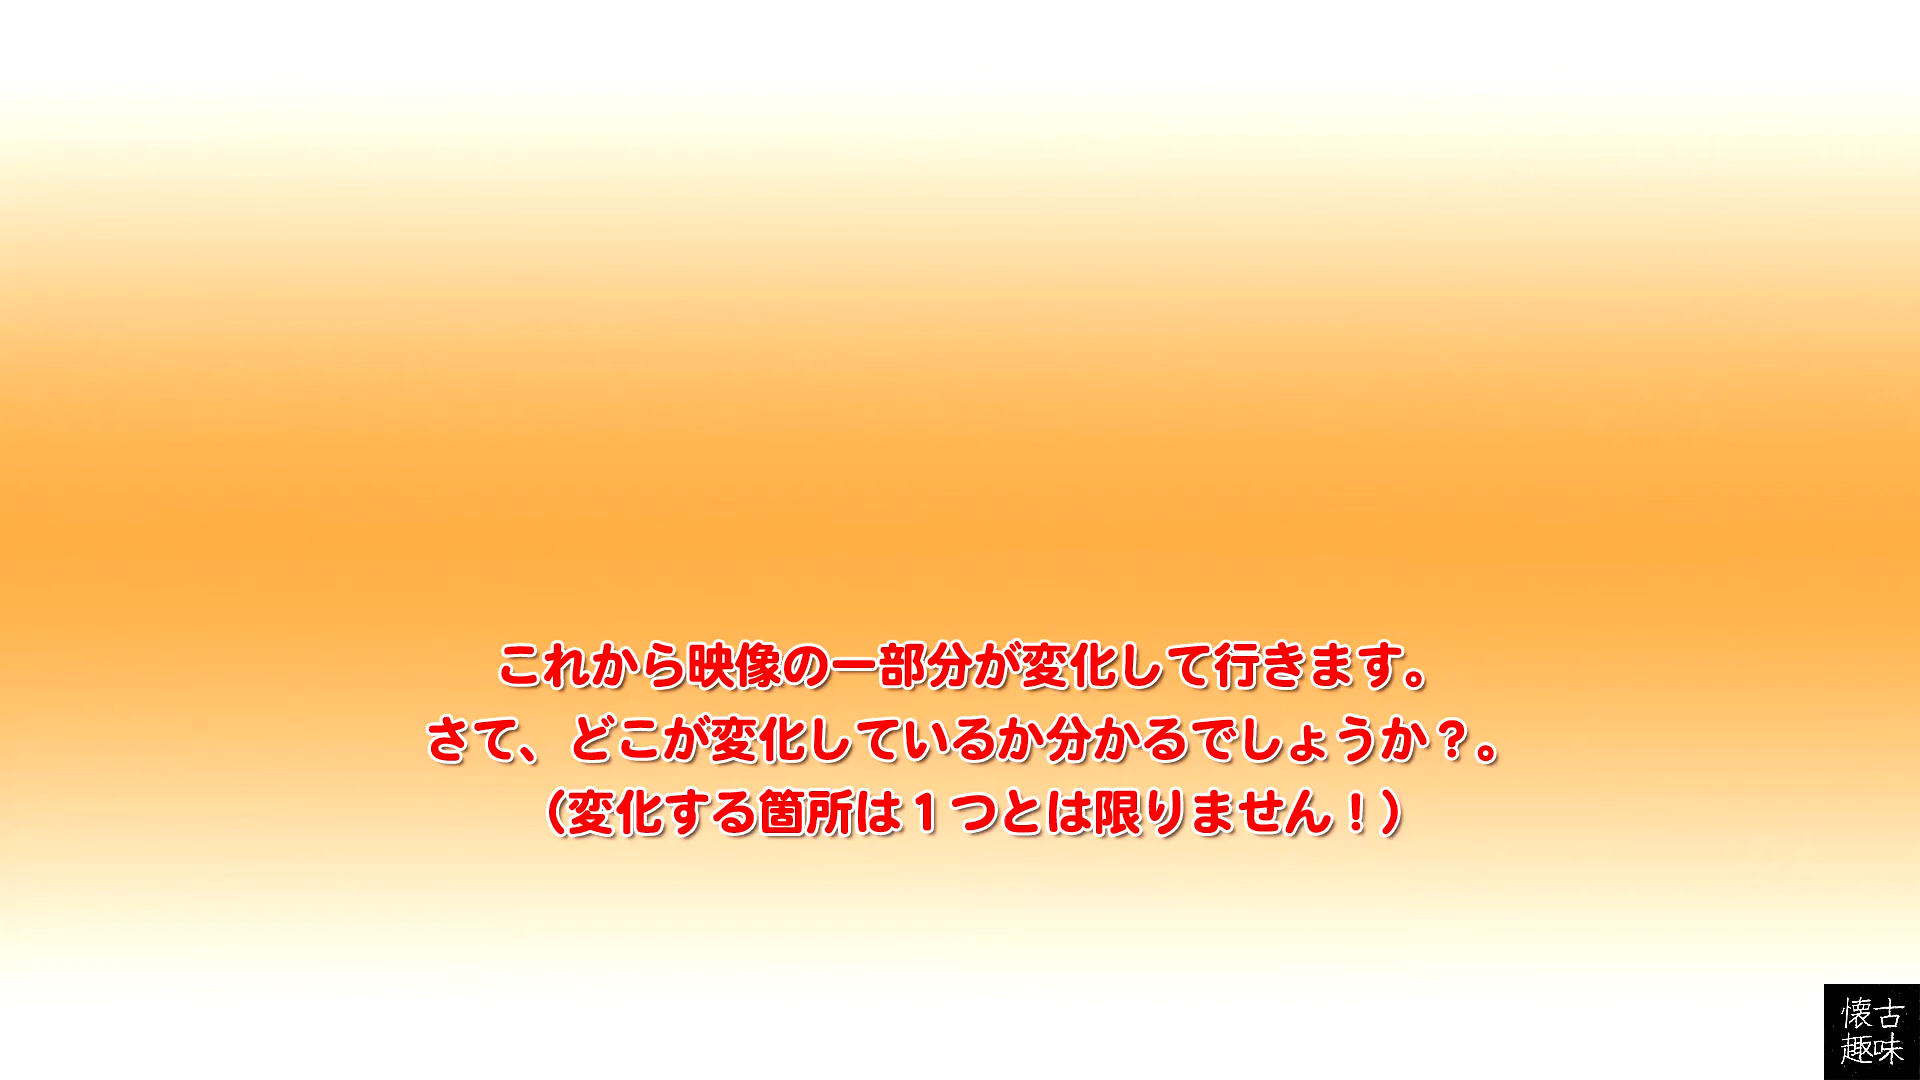 これから映像の一部分が変化して行きます。
さて、どこが変化しているか分かるでしょうか？。
（変化する箇所は１つとは限りません！）
懐古
趣味